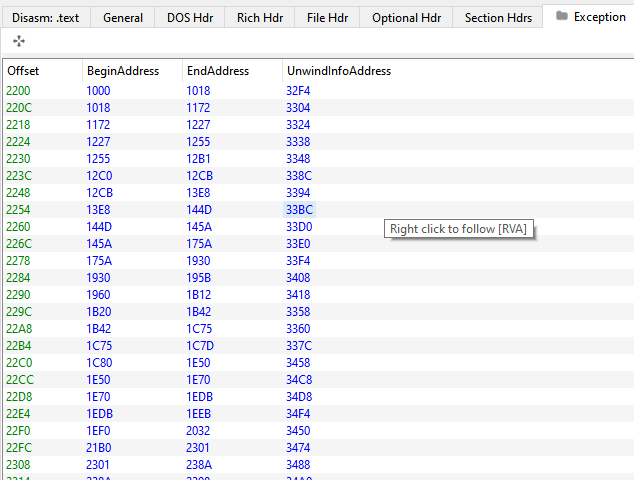 Disasm: .text General DOS Hdr Rich Hdr File Hdr Optional Hdr Section Hdrs Exception
Offset BeginAddress EndAddress UnwindInfoAddress
2200 1000 1018 32F4
220C 1018 1172 3304
2218 1172 1227 3324
2224 1227 1255 3338
2230 1255 12B1 3348
223C 12C0 12CB 338C
2248 12CB 13E8 3394
2254 13E8 144D 33BC
Right click to follow [RVA]
2260 144D 145A 33D0
226C 145A 175A 33E0
2278 175A 1930 33F4
2284 1930 195B 3408
2290 1960 1B12 3418
229C 1B20 1B42 3358
22A8 1B42 1C75 3360
22B4 1C75 1C7D 337C
22C0 1C80 1E50 3458
22CC 1E50 1E70 34C8
22D8 1E70 1EDB 34D8
22E4 1EDB 1EEB 34F4
22F0 1EF0 2032 3450
22FC 21B0 2301 3474
2308 2301 238A 3488